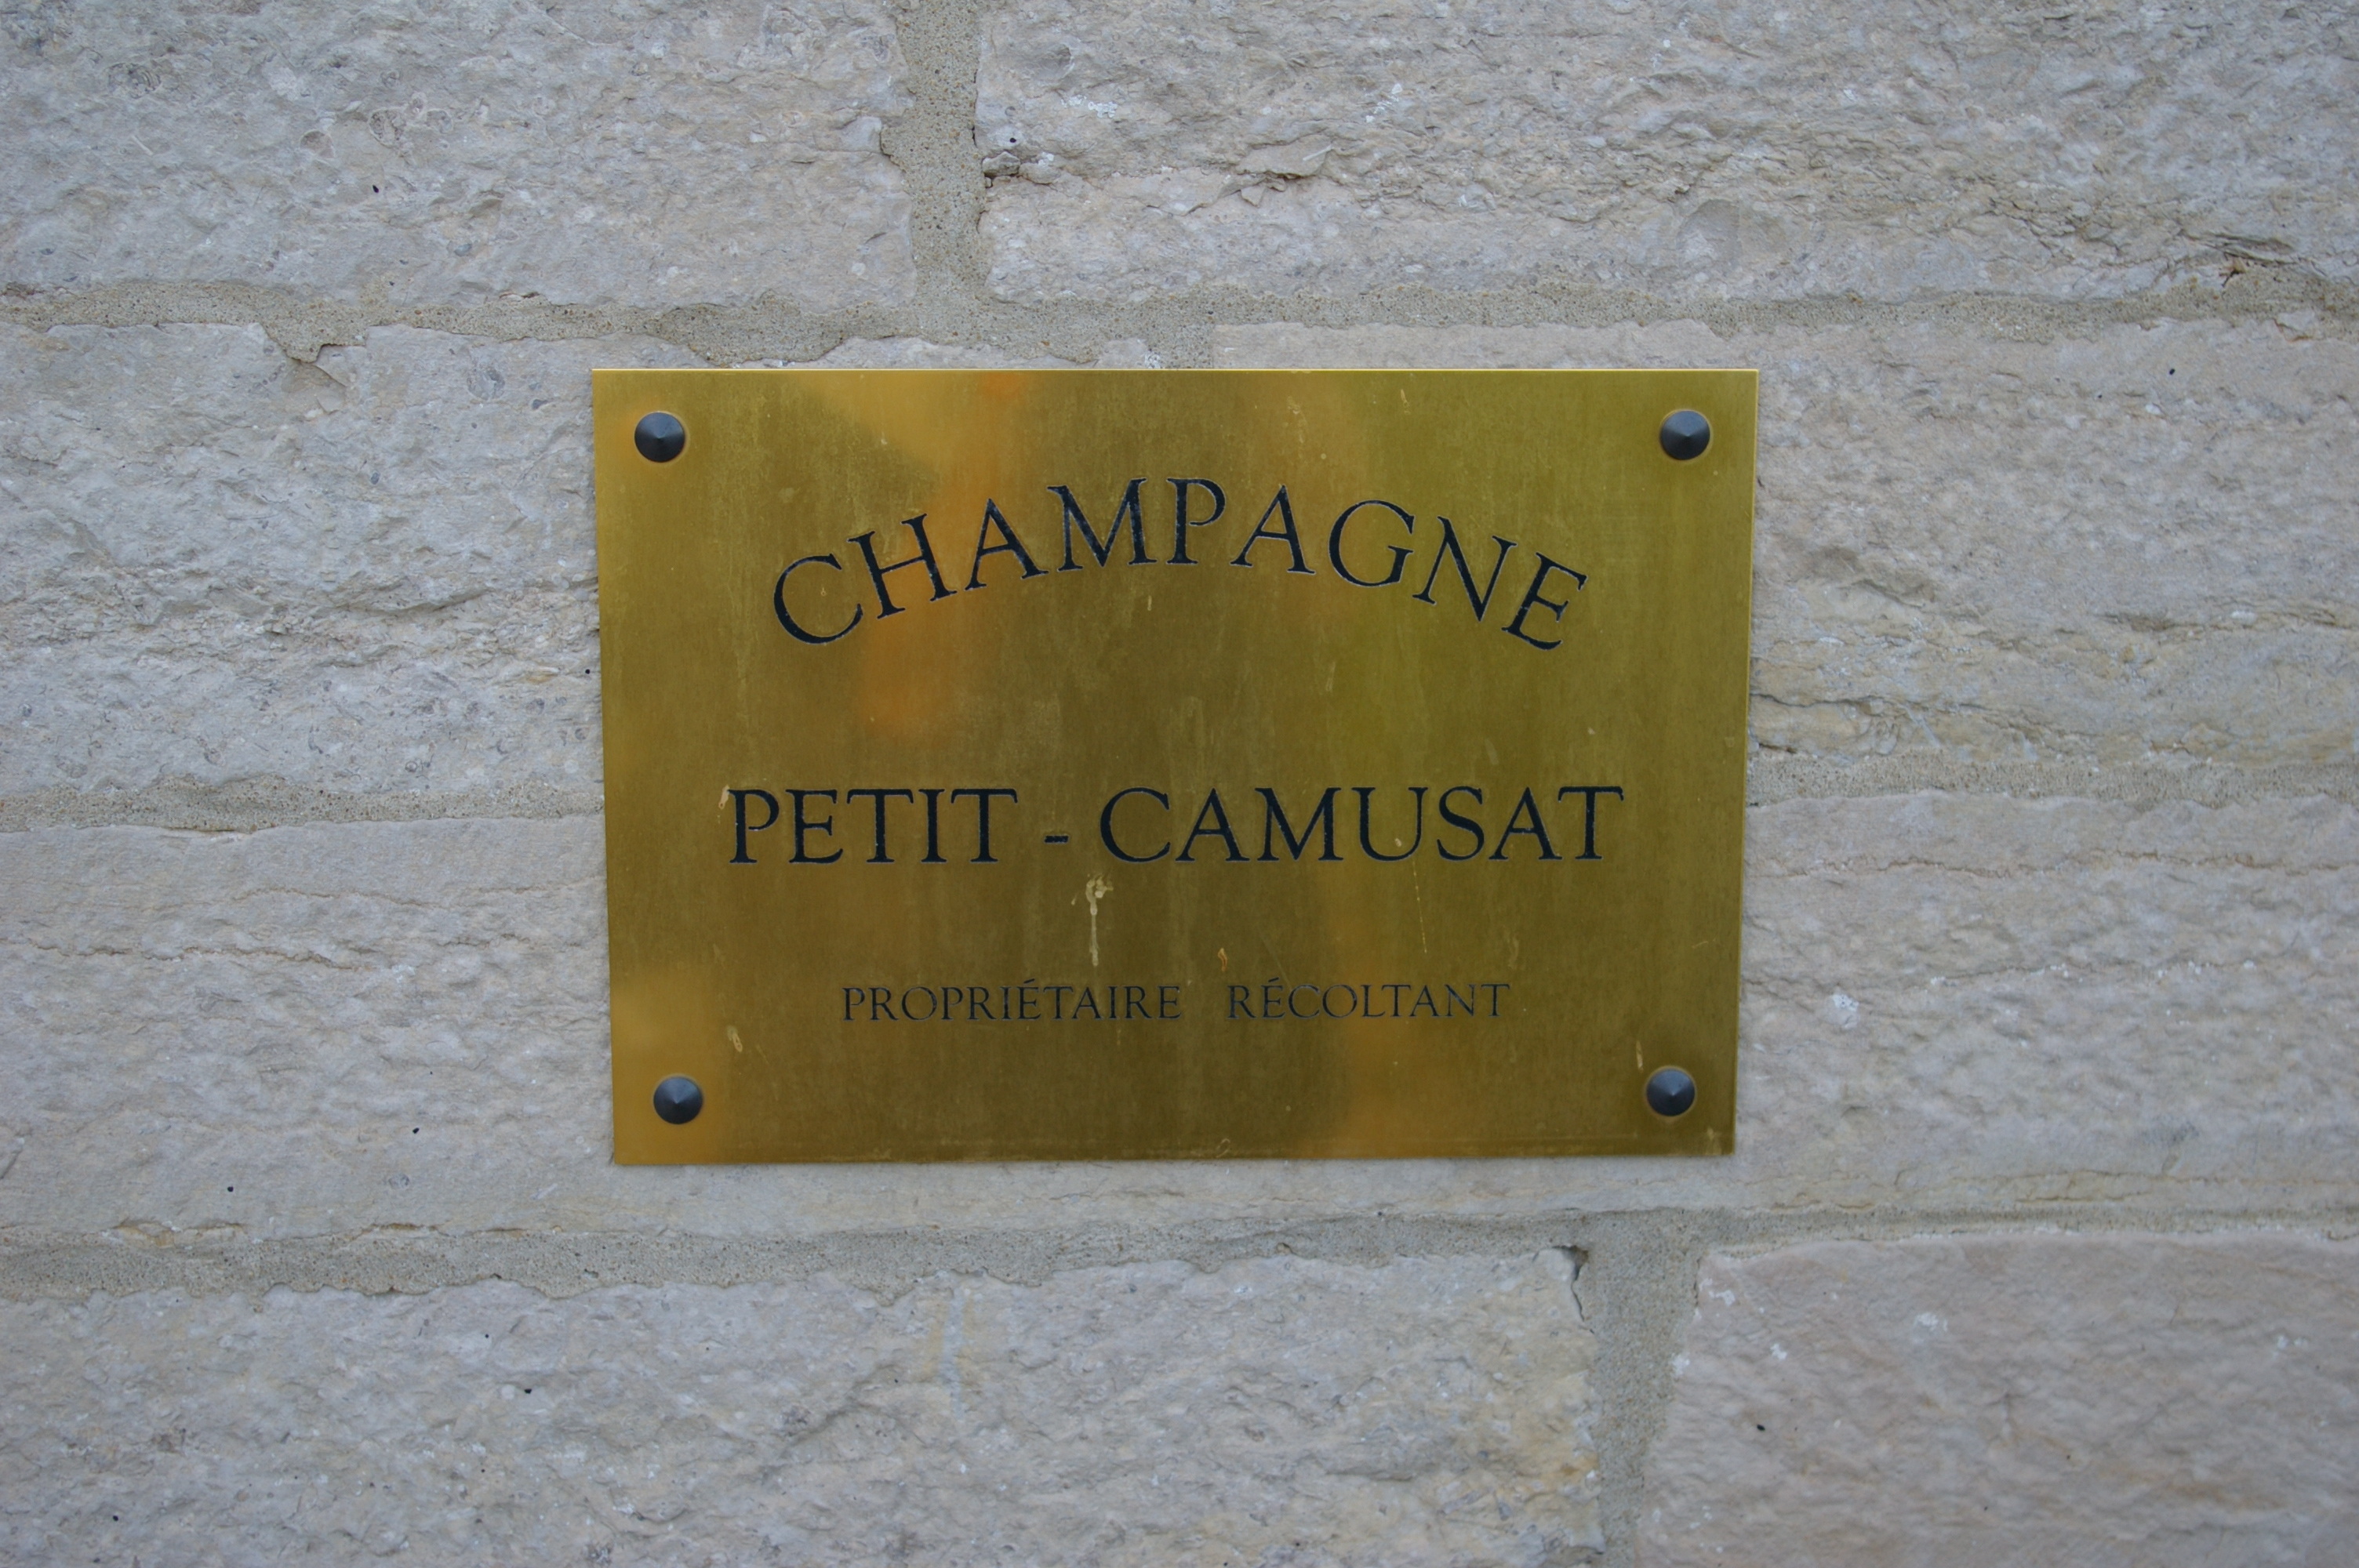 CHAMPAGNE
PETIT - CAMUSAT
PROPRIÉTAIRE RÉCOLTANT